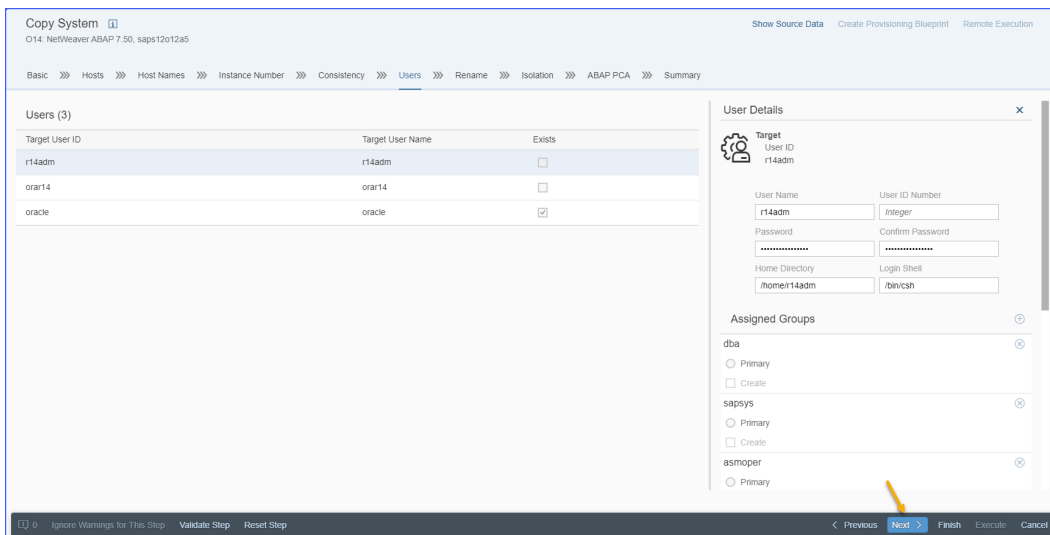 Copy System
Show Source Data Create Provisioning Blueprint Remote Execution
O14: NetWeaver ABAP 7.50, saps12o12a5
Basic Hosts Host Names Instance Number Consistency Users Rename Isolation ABAP PCA Summary
Users (3)
Target User ID Target User Name Exists
r14adm r14adm
orar14 orar14
oracle oracle
User Details
Target
User ID
r14adm
User Name User ID Number
r14adm Integer
Password Confirm Password
•••••••••••••••• ••••••••••••••••
Home Directory Login Shell
/home/r14adm /bin/csh
Assigned Groups
dba
Primary
Create
sapsys
Primary
Create
asmoper
Primary
0 Ignore Warnings for This Step Validate Step Reset Step < Previous Next > Finish Execute Cancel